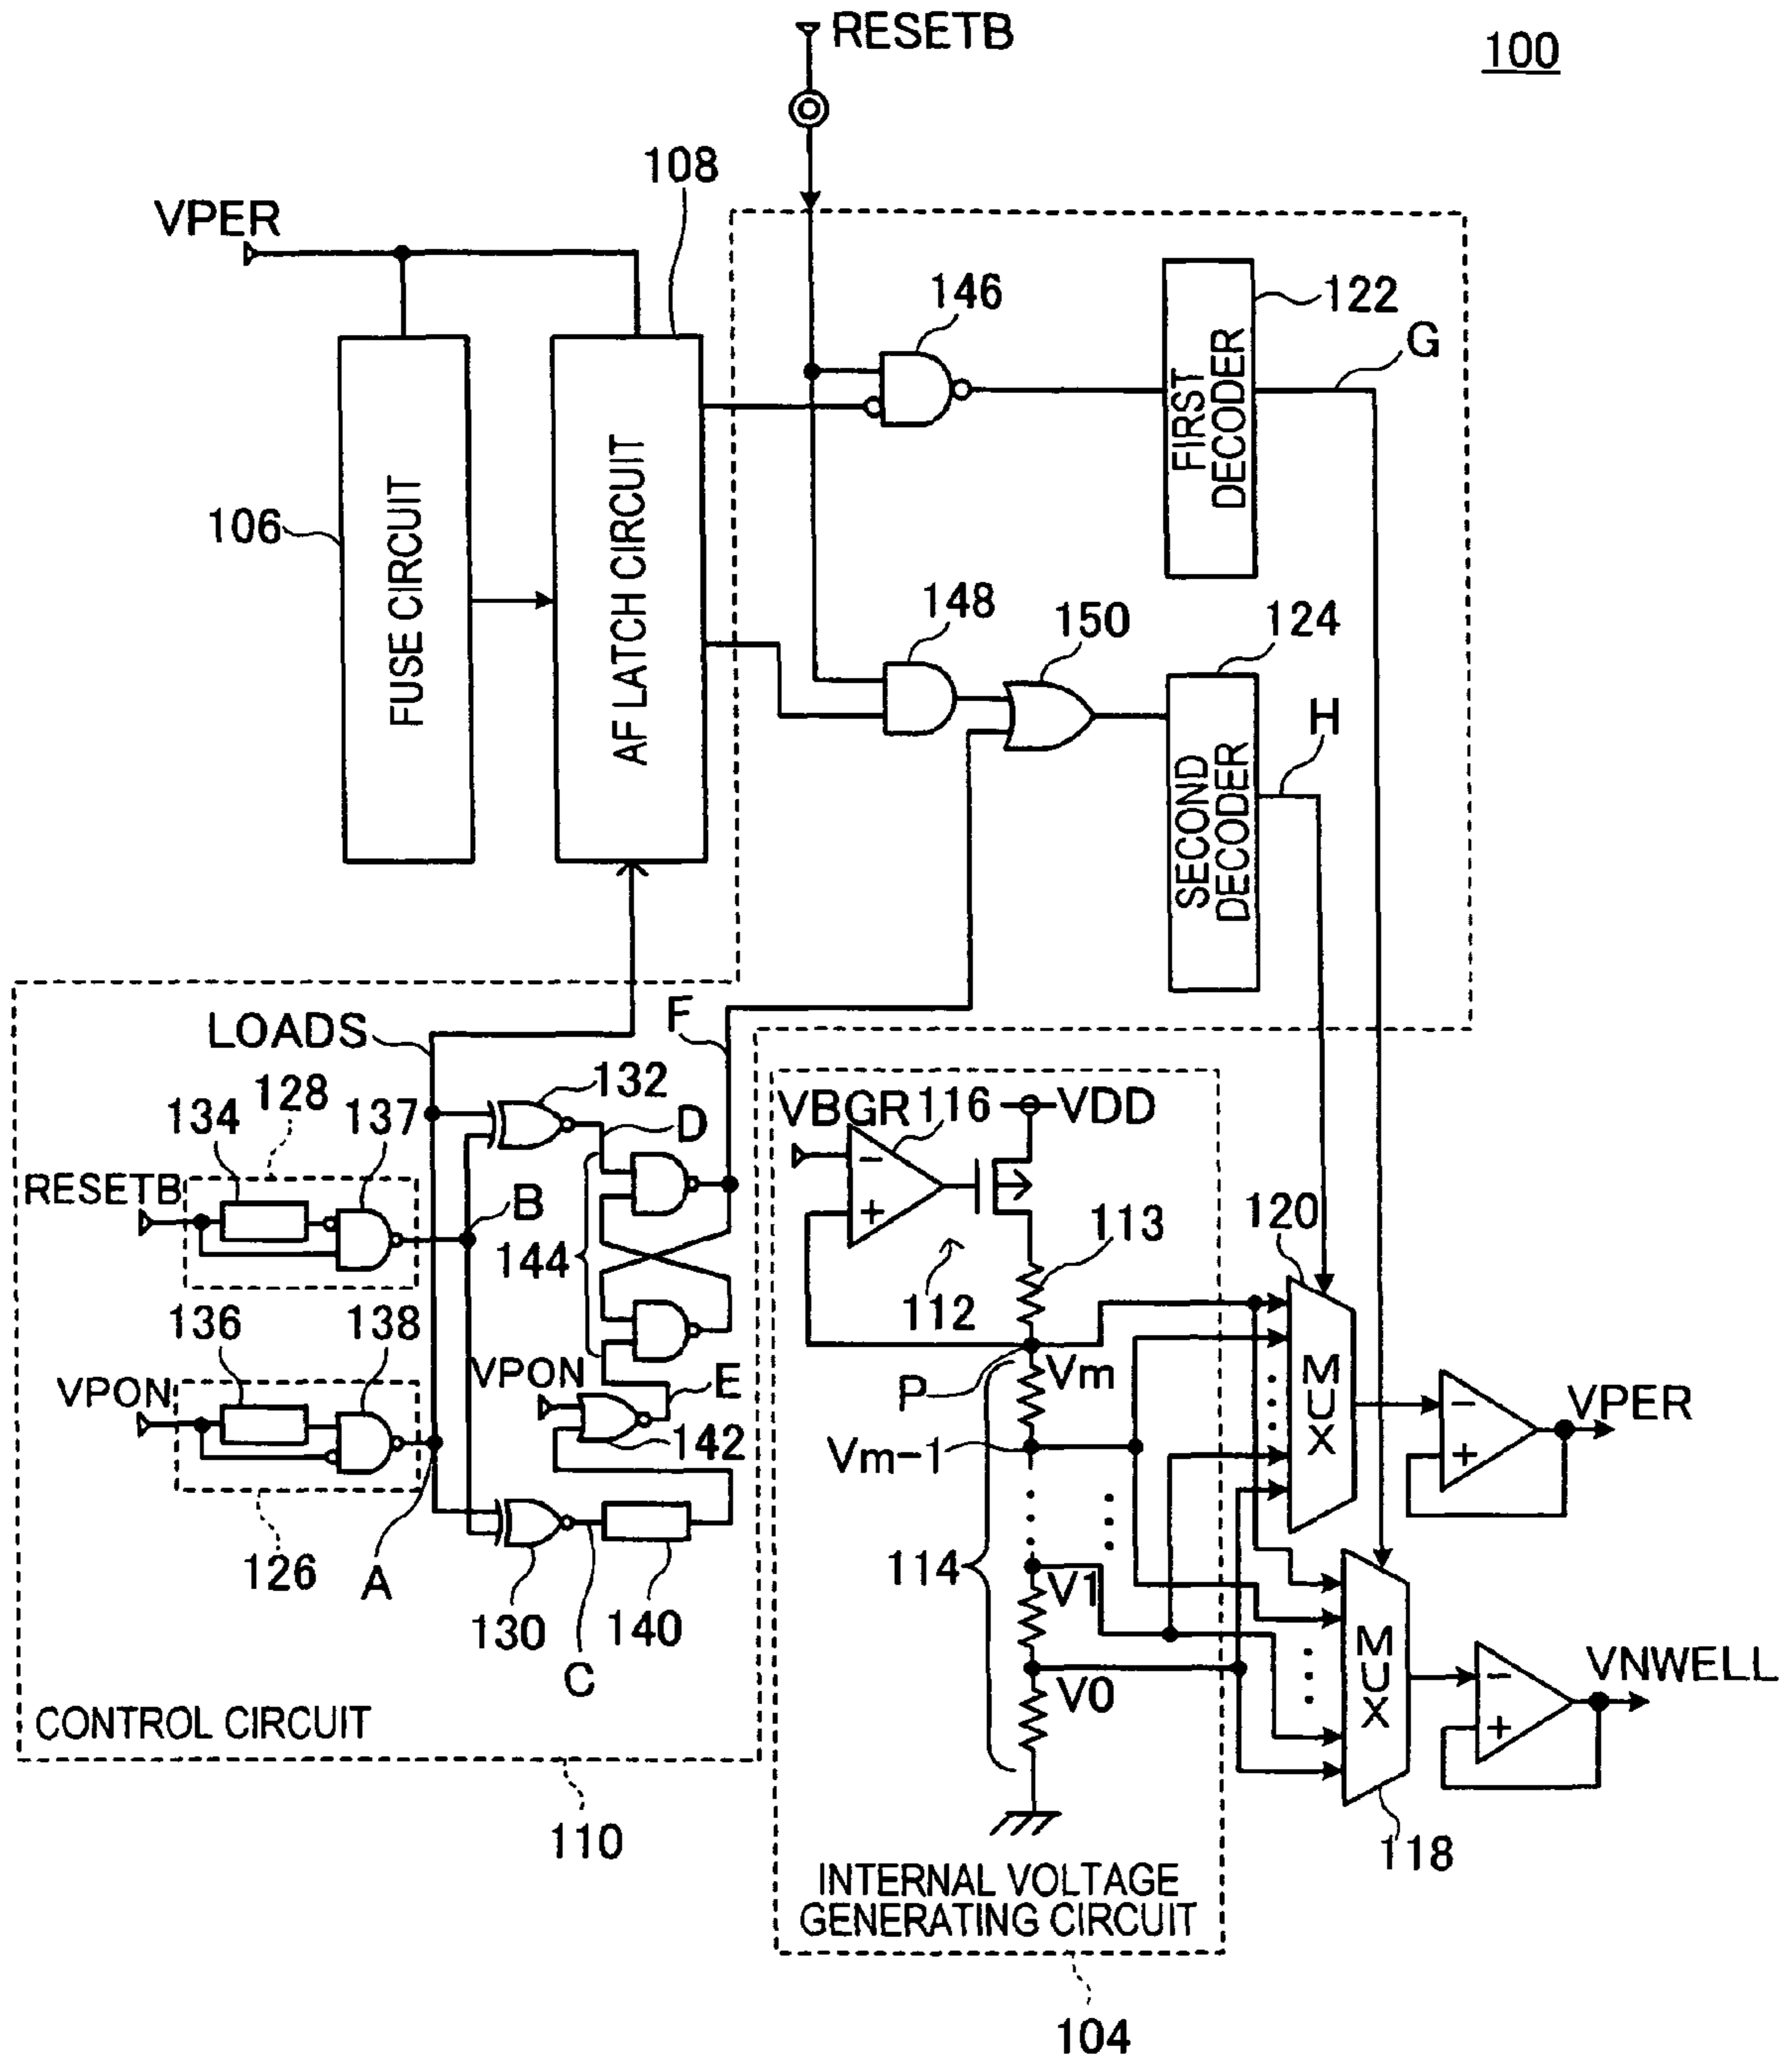 RESETB
100
108
VPER
146
122
G
FIRST
DECODER
106
FUSE CIRCUIT
AF LATCH CIRCUIT
148
150
124
H
SECOND
DECODER
LOADS
F
128
132
134
137
D
VBGR
116
VDD
RESETB
B
113
120
144
112
136
138
VPON
VPON
E
P
Vm
MUX
VPER
142
Vm-1
126
A
130
140
C
114
V1
V0
MUX
VNWELL
CONTROL CIRCUIT
110
118
INTERNAL VOLTAGE
GENERATING CIRCUIT
104